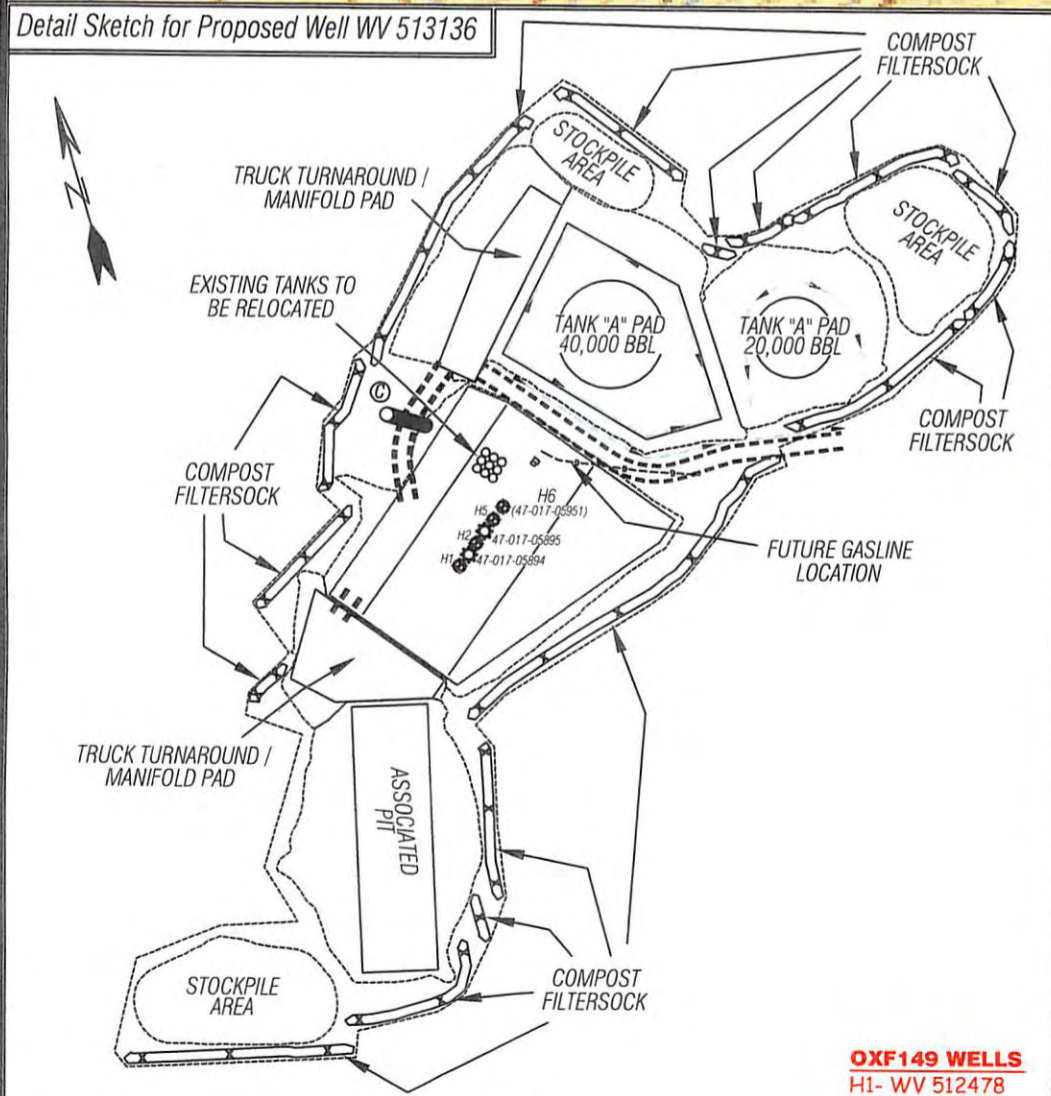 Detail Sketch for Proposed Well WV 513136
COMPOST
FILTERSOCK
STOCKPILE
AREA
TRUCK TURNAROUND /
MANIFOLD PAD
STOCKPILE
AREA
EXISTING TANKS TO
BE RELOCATED
TANK "A" PAD
40,000 BBL
TANK "A" PAD
20,000 BBL
C
COMPOST
FILTERSOCK
COMPOST
FILTERSOCK
H6
H5 (47-017-05951)
H2 47-017-05895
H1 47-017-05894
FUTURE GASLINE
LOCATION
TRUCK TURNAROUND /
MANIFOLD PAD
ASSOCIATED
PIT
STOCKPILE
AREA
COMPOST
FILTERSOCK
OXF149 WELLS
H1- WV 512478